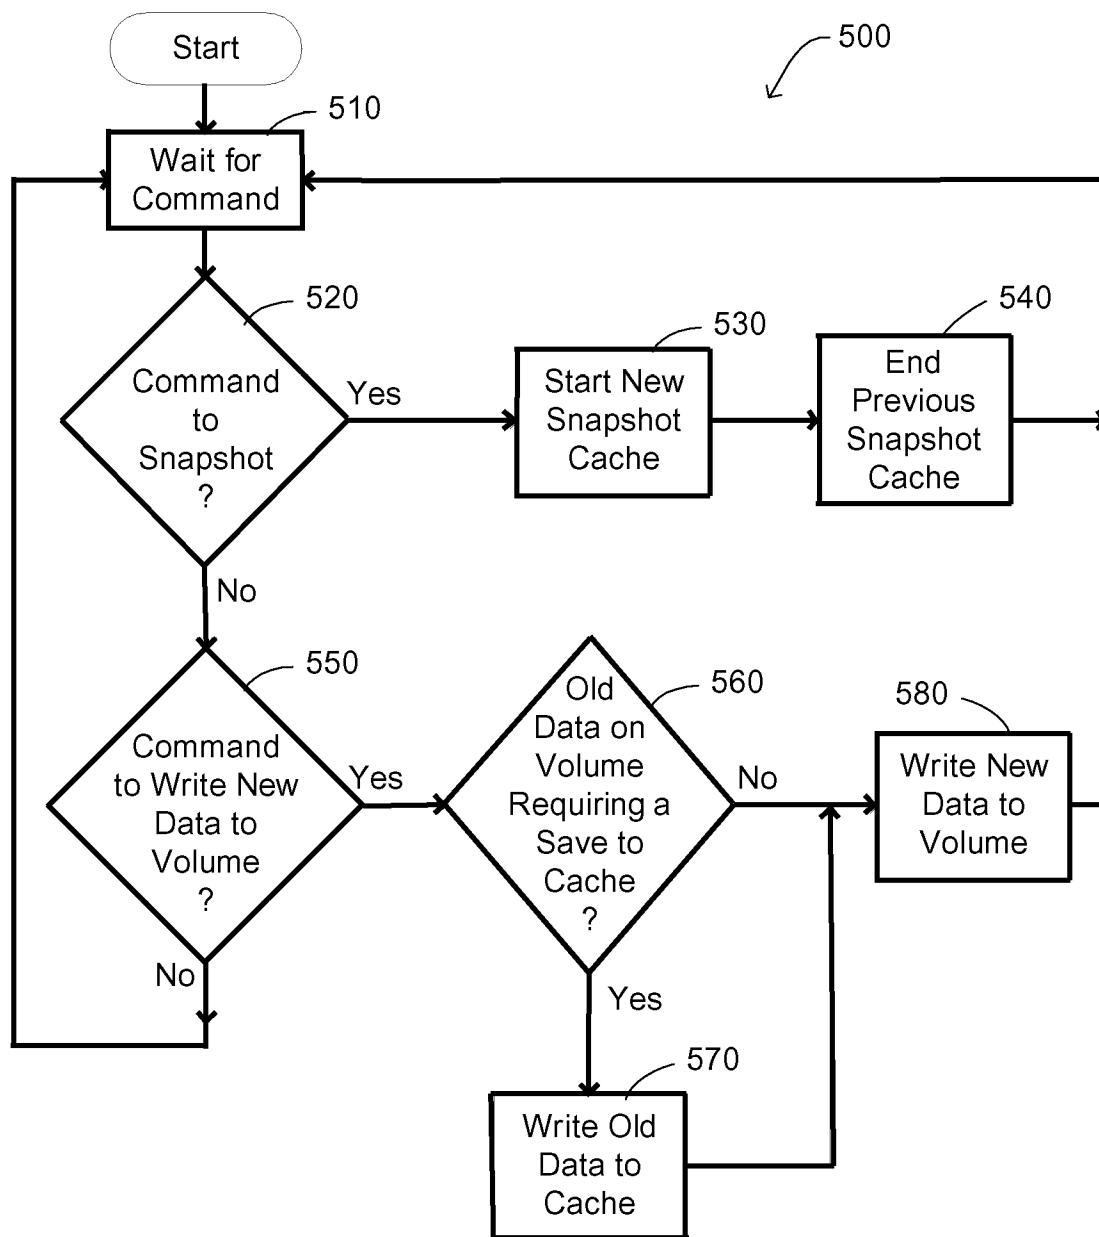 Start
500
510
Wait for
Command
520
Command
to
Snapshot
?
Yes
No
530
Start New
Snapshot
Cache
540
End
Previous
Snapshot
Cache
550
Command
to Write New
Data to
Volume
?
Yes
No
560
Old
Data on
Volume
Requiring a
Save to
Cache
?
No
Yes
580
Write New
Data to
Volume
570
Write Old
Data to
Cache